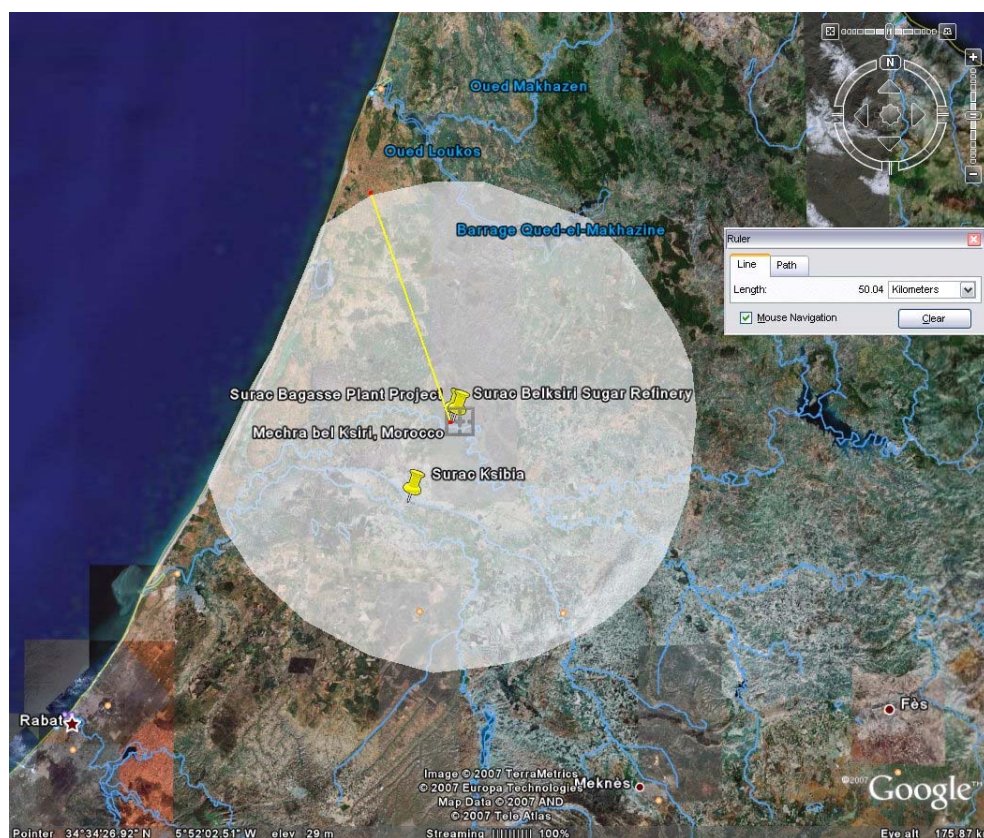 Oued Makhazen
N
Oued Loukos
Barrage Oued-el-Makhazine
Ruler
Line Path
Length: 50.04 Kilometers
Mouse Navigation Clear
Surac Bagasse Plant Project Surac Belksiri Sugar Refinery
Mechra bel Ksiri, Morocco
Surac Ksibia
Rabat
Fès
Meknès
Image © 2007 TerraMetrics
© 2007 Europa Technologies
Map Data © 2007 AND
© 2007 Tele Atlas
©2007 Google™
Pointer 34°34'26.92" N 5°52'02.51" W elev 29 m Streaming |||||||||| 100% Eye alt 175.87 k